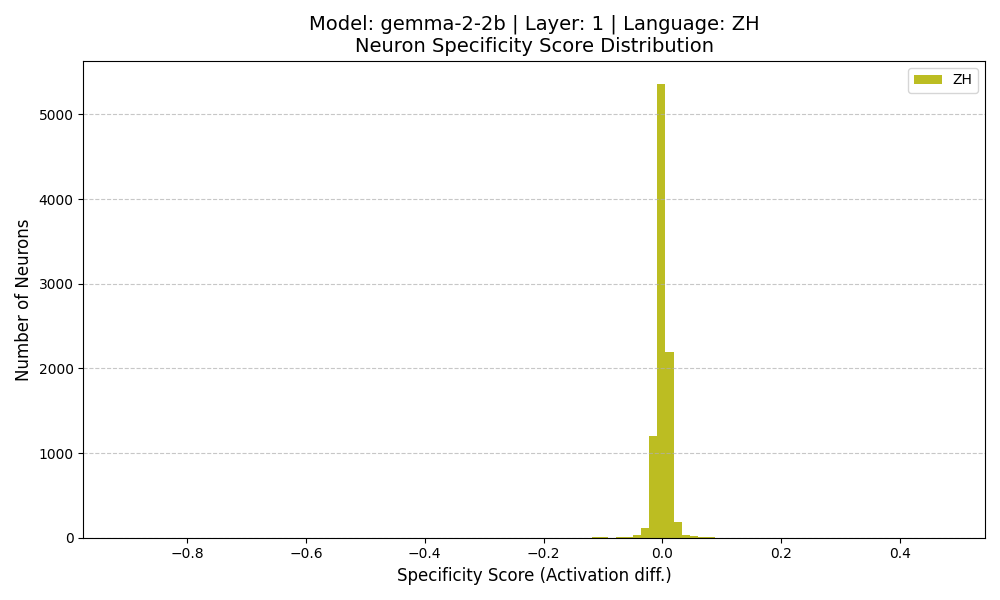 Model: gemma-2-2b | Layer: 1 | Language: ZH
Neuron Specificity Score Distribution
ZH
Number of Neurons
5000
4000
3000
2000
1000
0
−0.8
−0.6
−0.4
−0.2
0.0
0.2
0.4
Specificity Score (Activation diff.)